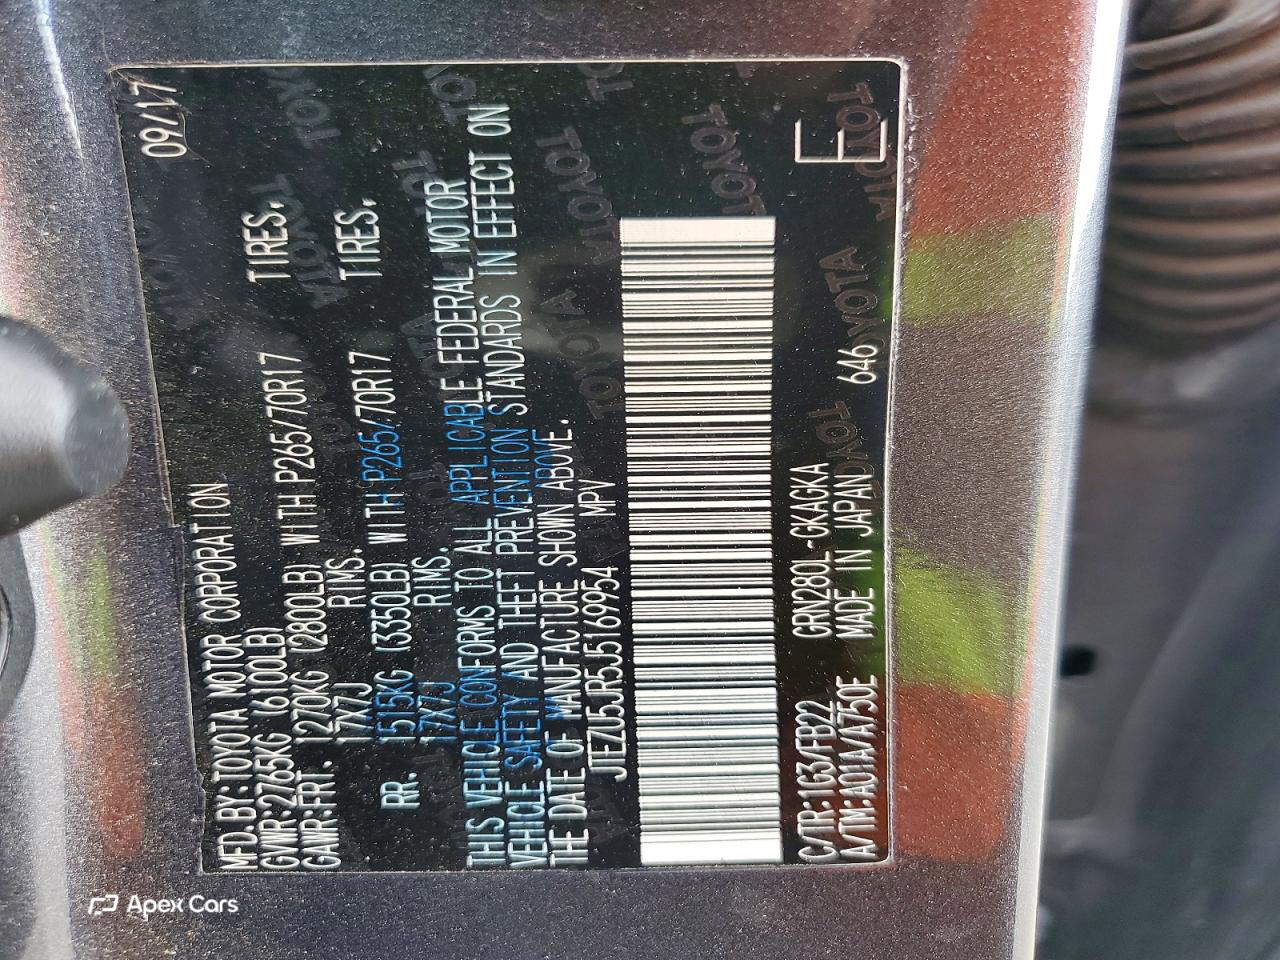 MFD.BY:TOYOTA MOTOR CORPORATION 09/17
GVWR:2765KG (6100LB)
GAWR:FRT. 1270KG (2800LB) WITH P265/70R17 TIRES,
17X7J RIMS.
RR. 1515KG (3350LB) WITH P265/70R17 TIRES,
17X7J RIMS.
THIS VEHICLE CONFORMS TO ALL APPLICABLE FEDERAL MOTOR
VEHICLE SAFETY AND THEFT PREVENTION STANDARDS IN EFFECT ON
THE DATE OF MANUFACTURE SHOWN ABOVE.
JTEZU5JR5J5169954 MPV
C/TR:1G3/FB22 GRN280L-GKAGKA
A/TM:A01A/A750E MADE IN JAPAN 646
E
Apex Cars